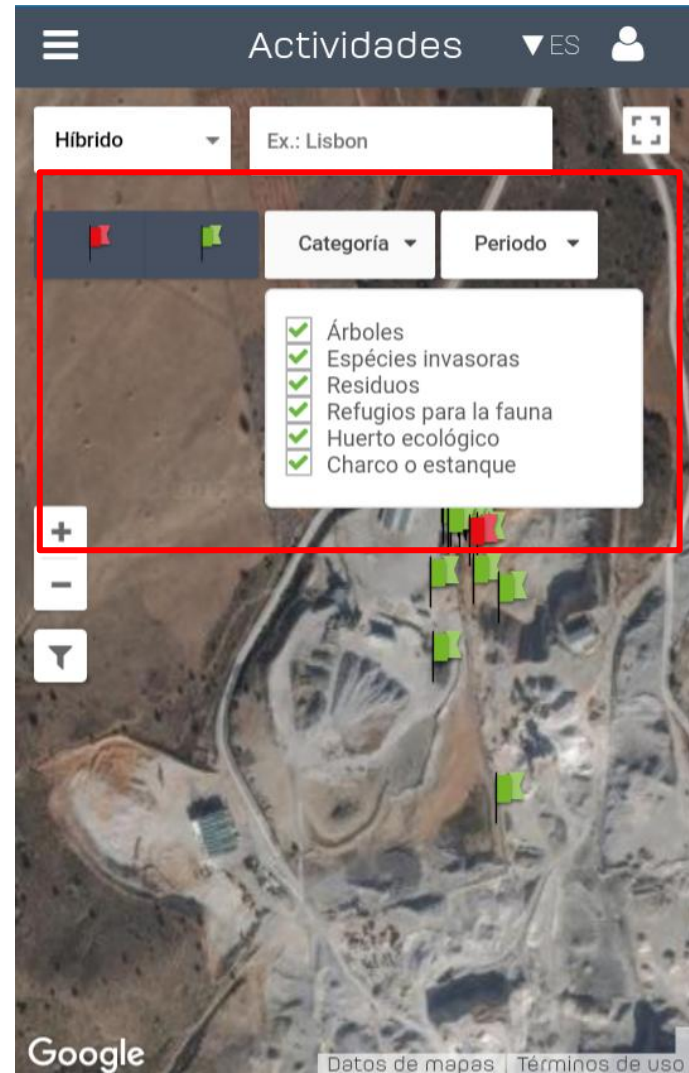 Actividades ▼ES
Híbrido Ex.: Lisbon
Categoría Periodo
Árboles
Espécies invasoras
Residuos
Refugios para la fauna
Huerto ecológico
Charco o estanque
+
−
Google Datos de mapas Términos de uso